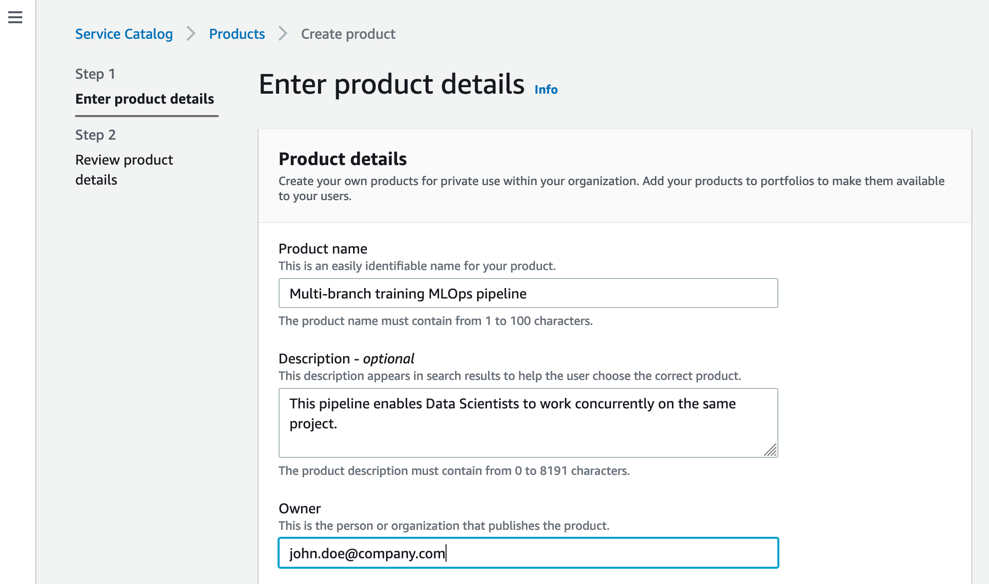 Service Catalog > Products > Create product
Step 1
Enter product details
Step 2
Review product
details
Enter product details Info
Product details
Create your own products for private use within your organization. Add your products to portfolios to make them available
to your users.
Product name
This is an easily identifiable name for your product.
Multi-branch training MLOps pipeline
The product name must contain from 1 to 100 characters.
Description - optional
This description appears in search results to help the user choose the correct product.
This pipeline enables Data Scientists to work concurrently on the same
project.
The product description must contain from 0 to 8191 characters.
Owner
This is the person or organization that publishes the product.
john.doe@company.com